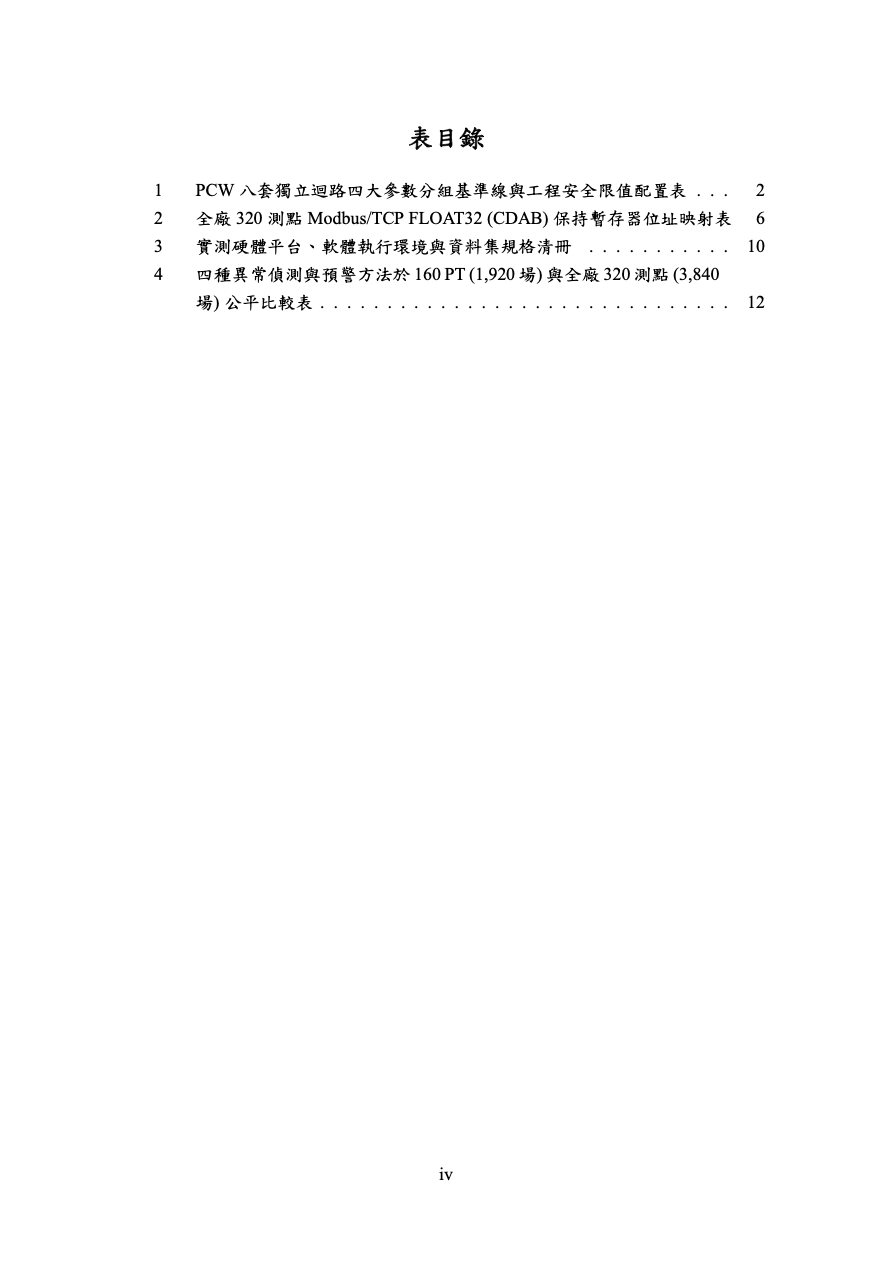 表目錄
1 PCW 八套獨立迴路四大參數分組基準線與工程安全限值配置表 . . . 2
2 全廠 320 測點 Modbus/TCP FLOAT32 (CDAB) 保持暫存器位址映射表 6
3 實測硬體平台、軟體執行環境與資料集規格清冊 . . . . . . . . . . . 10
4 四種異常偵測與預警方法於 160 PT (1,920 場) 與全廠 320 測點 (3,840
場) 公平比較表 . . . . . . . . . . . . . . . . . . . . . . . . . . . . . . . 12
iv